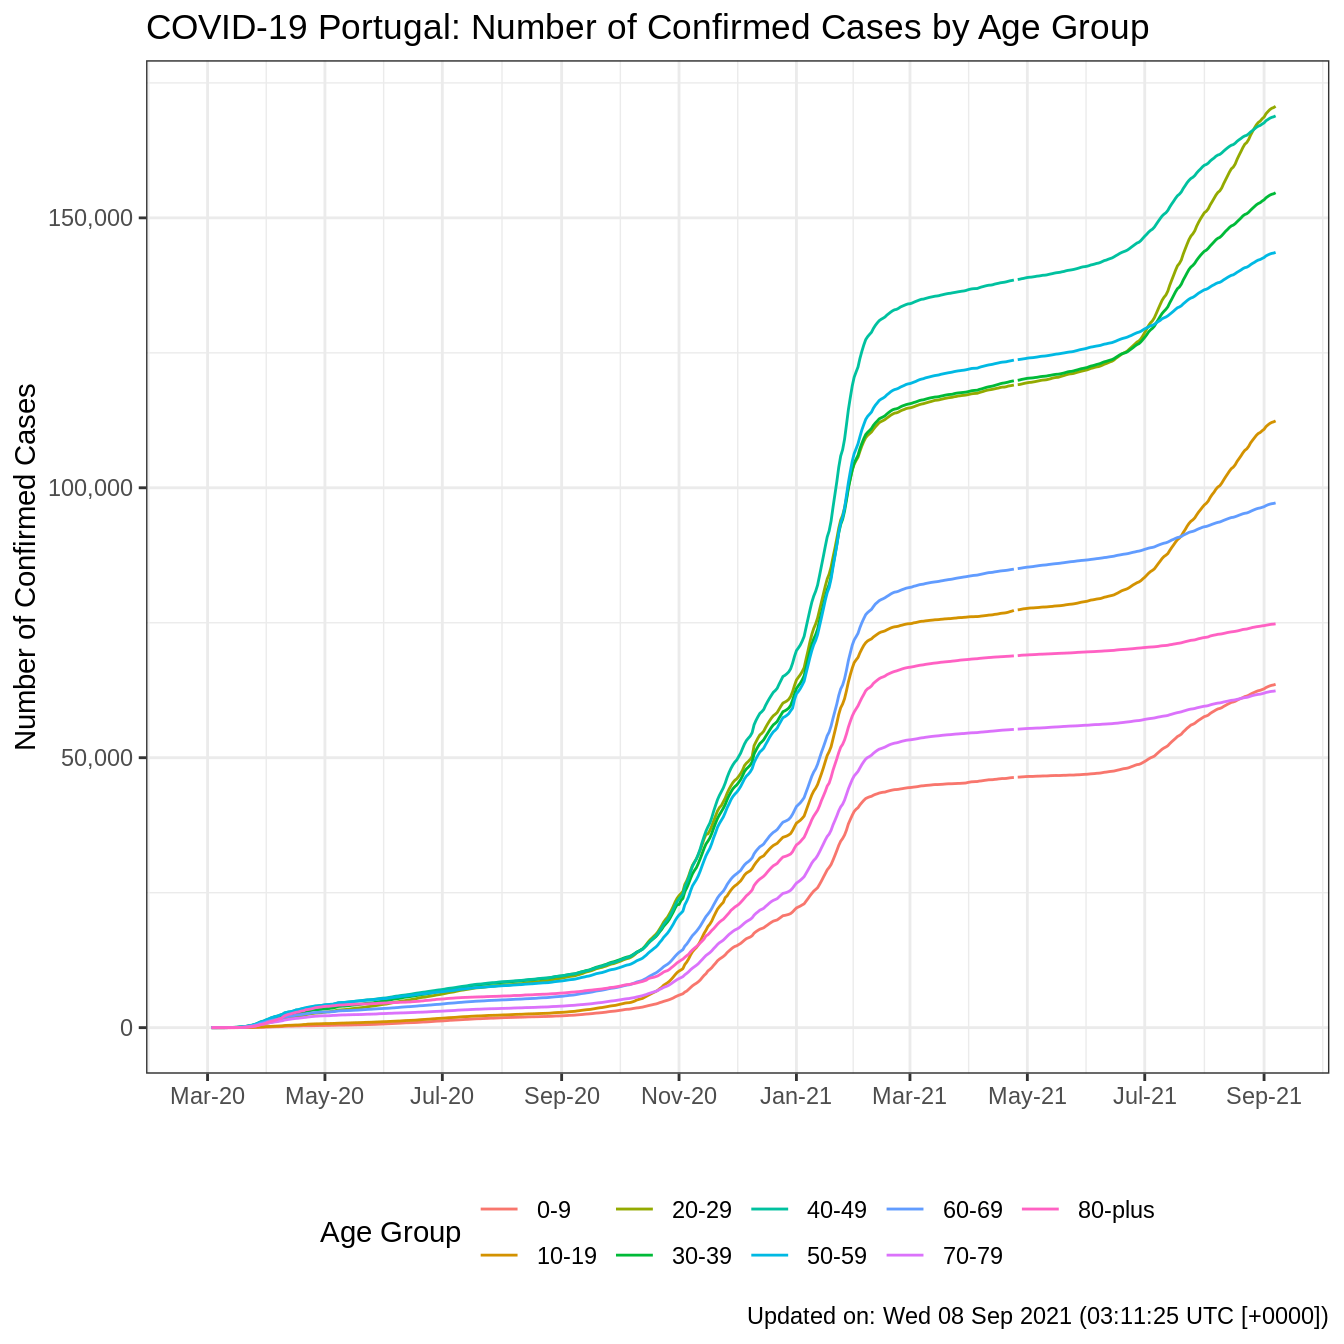 COVID-19 Portugal: Number of Confirmed Cases by Age Group
Number of Confirmed Cases
150,000
100,000
50,000
0
Mar-20 May-20 Jul-20 Sep-20 Nov-20 Jan-21 Mar-21 May-21 Jul-21 Sep-21
Age Group
0-9 20-29 40-49 60-69 80-plus
10-19 30-39 50-59 70-79
Updated on: Wed 08 Sep 2021 (03:11:25 UTC [+0000])